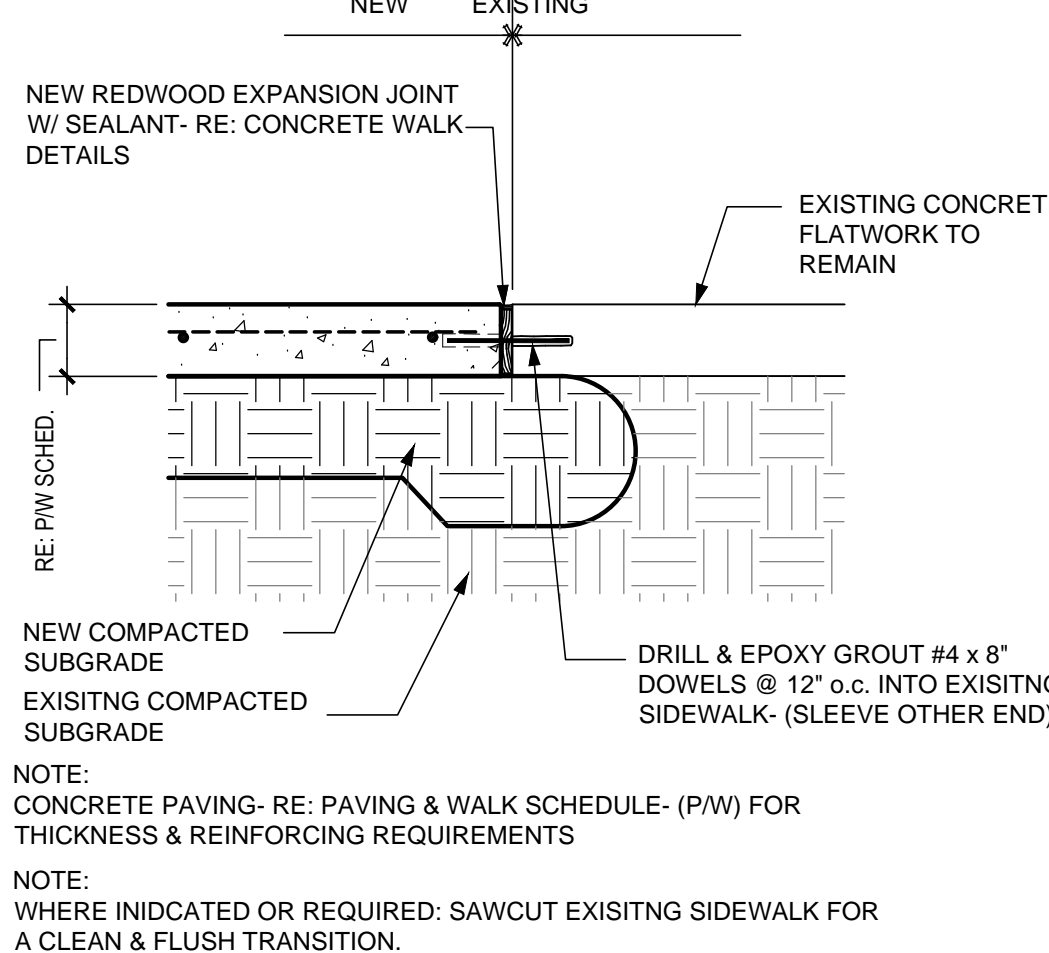 NEW EXISTING
NEW REDWOOD EXPANSION JOINT
W/ SEALANT- RE: CONCRETE WALK
DETAILS
EXISTING CONCRET
FLATWORK TO
REMAIN
RE: P/W SCHED.
NEW COMPACTED
SUBGRADE
EXISITNG COMPACTED
SUBGRADE
DRILL & EPOXY GROUT #4 x 8"
DOWELS @ 12" o.c. INTO EXISITNG
SIDEWALK- (SLEEVE OTHER END)
NOTE:
CONCRETE PAVING- RE: PAVING & WALK SCHEDULE- (P/W) FOR
THICKNESS & REINFORCING REQUIREMENTS
NOTE:
WHERE INIDCATED OR REQUIRED: SAWCUT EXISITNG SIDEWALK FOR
A CLEAN & FLUSH TRANSITION.